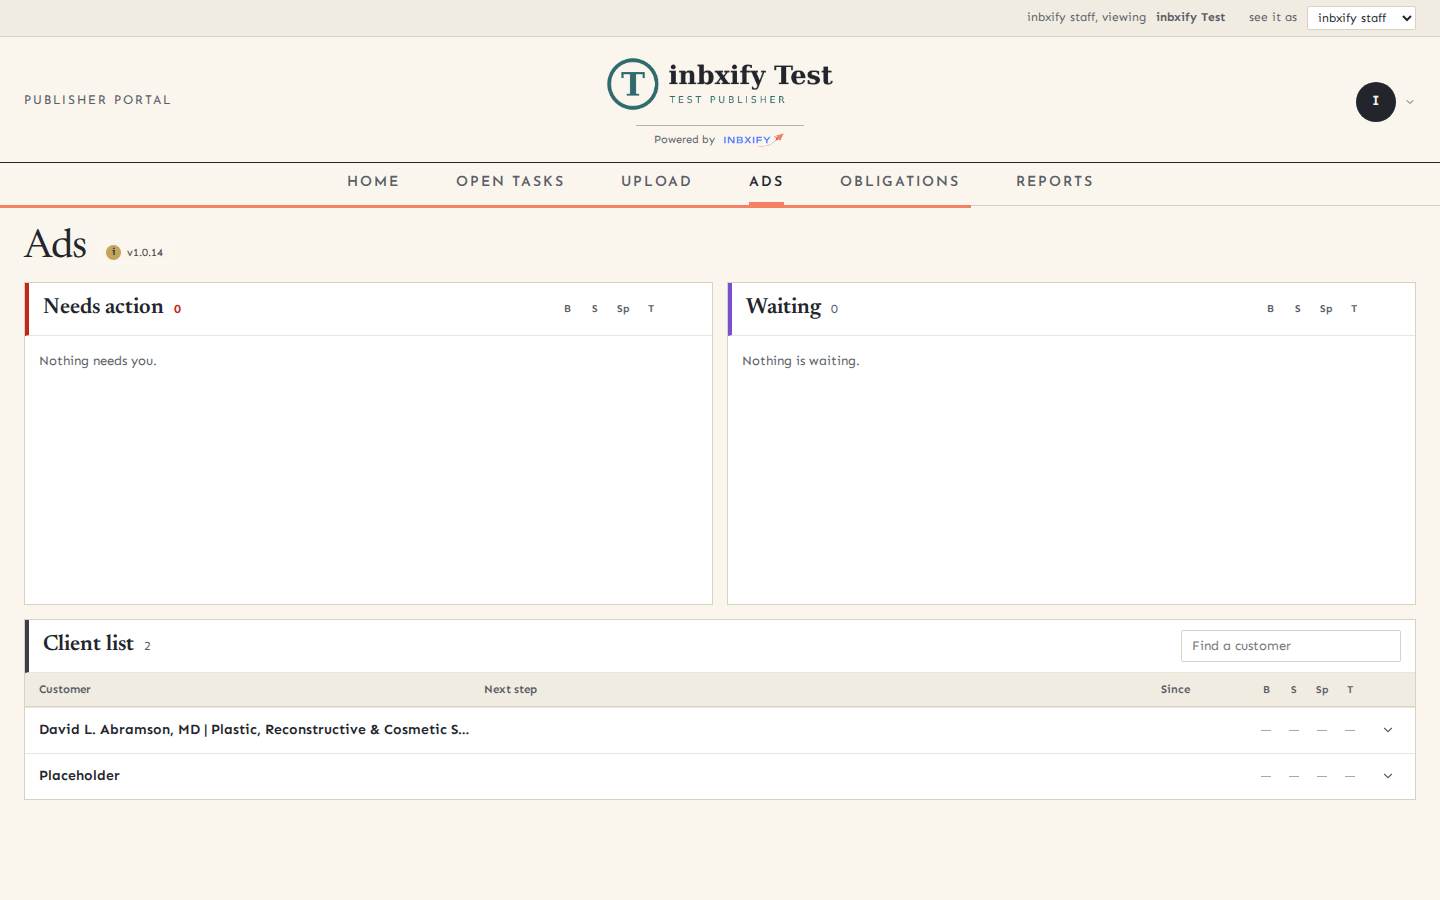 inbxify staff, viewing inbxify Test see it as inbxify staff
PUBLISHER PORTAL
T inbxify Test
TEST PUBLISHER
Powered by INBXIFY
I
HOME OPEN TASKS UPLOAD ADS OBLIGATIONS REPORTS
Ads i v1.0.14
Needs action 0 B S Sp T
Nothing needs you.
Waiting 0 B S Sp T
Nothing is waiting.
Client list 2 Find a customer
Customer Next step Since B S Sp T
David L. Abramson, MD | Plastic, Reconstructive & Cosmetic S... — — — —
Placeholder — — — —